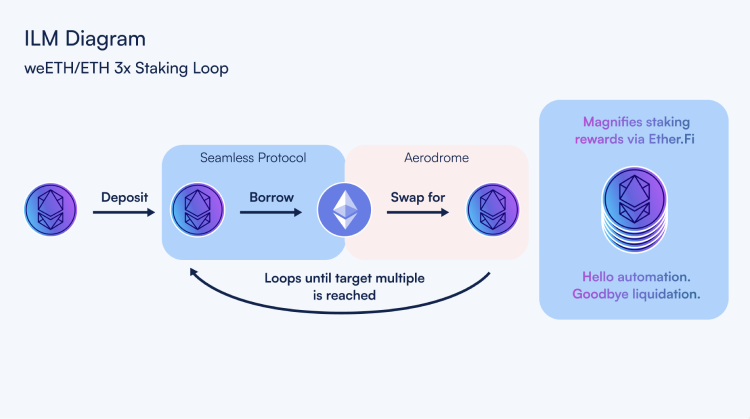 ILM Diagram
weETH/ETH 3x Staking Loop
Seamless Protocol
Aerodrome
Deposit
Borrow
Swap for
Loops until target multiple
is reached
Magnifies staking
rewards via Ether.Fi
Hello automation.
Goodbye liquidation.